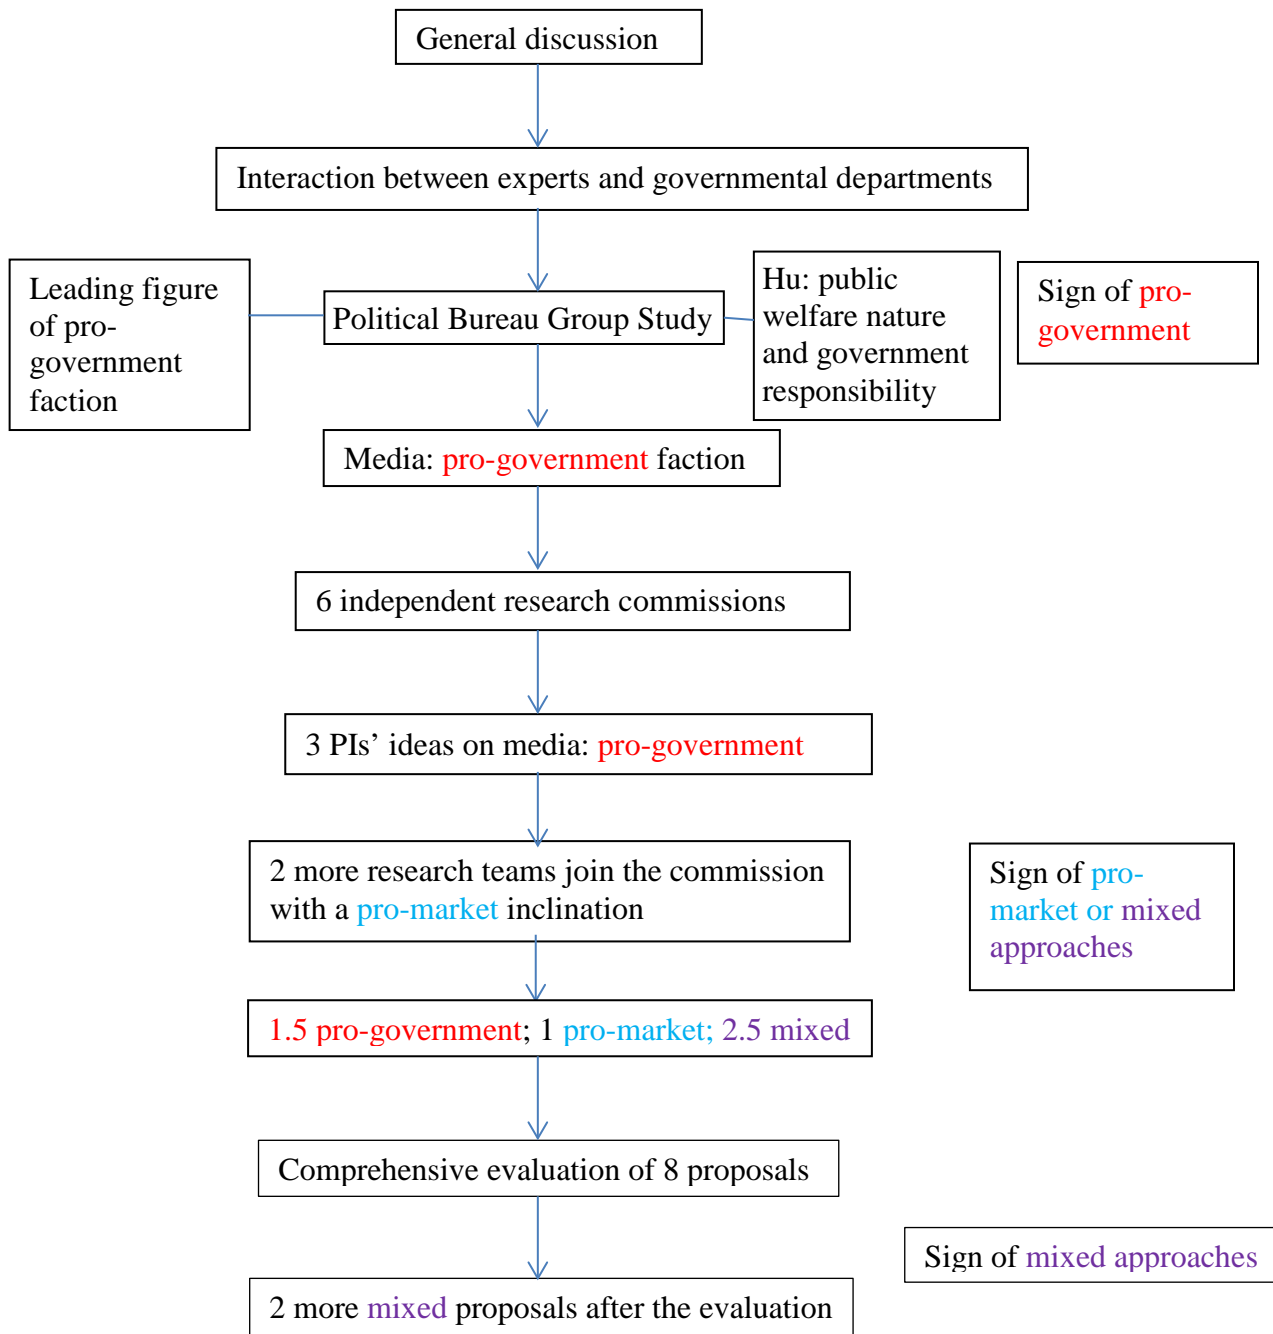 General discussion
Interaction between experts and governmental departments
Leading figure
of pro-
government
faction
Political Bureau Group Study
Hu: public
welfare nature
and government
responsibility
Sign of pro-
government
Media: pro-government faction
6 independent research commissions
3 PIs’ ideas on media: pro-government
2 more research teams join the commission
with a pro-market inclination
Sign of pro-
market or mixed
approaches
1.5 pro-government; 1 pro-market; 2.5 mixed
Comprehensive evaluation of 8 proposals
Sign of mixed approaches
2 more mixed proposals after the evaluation